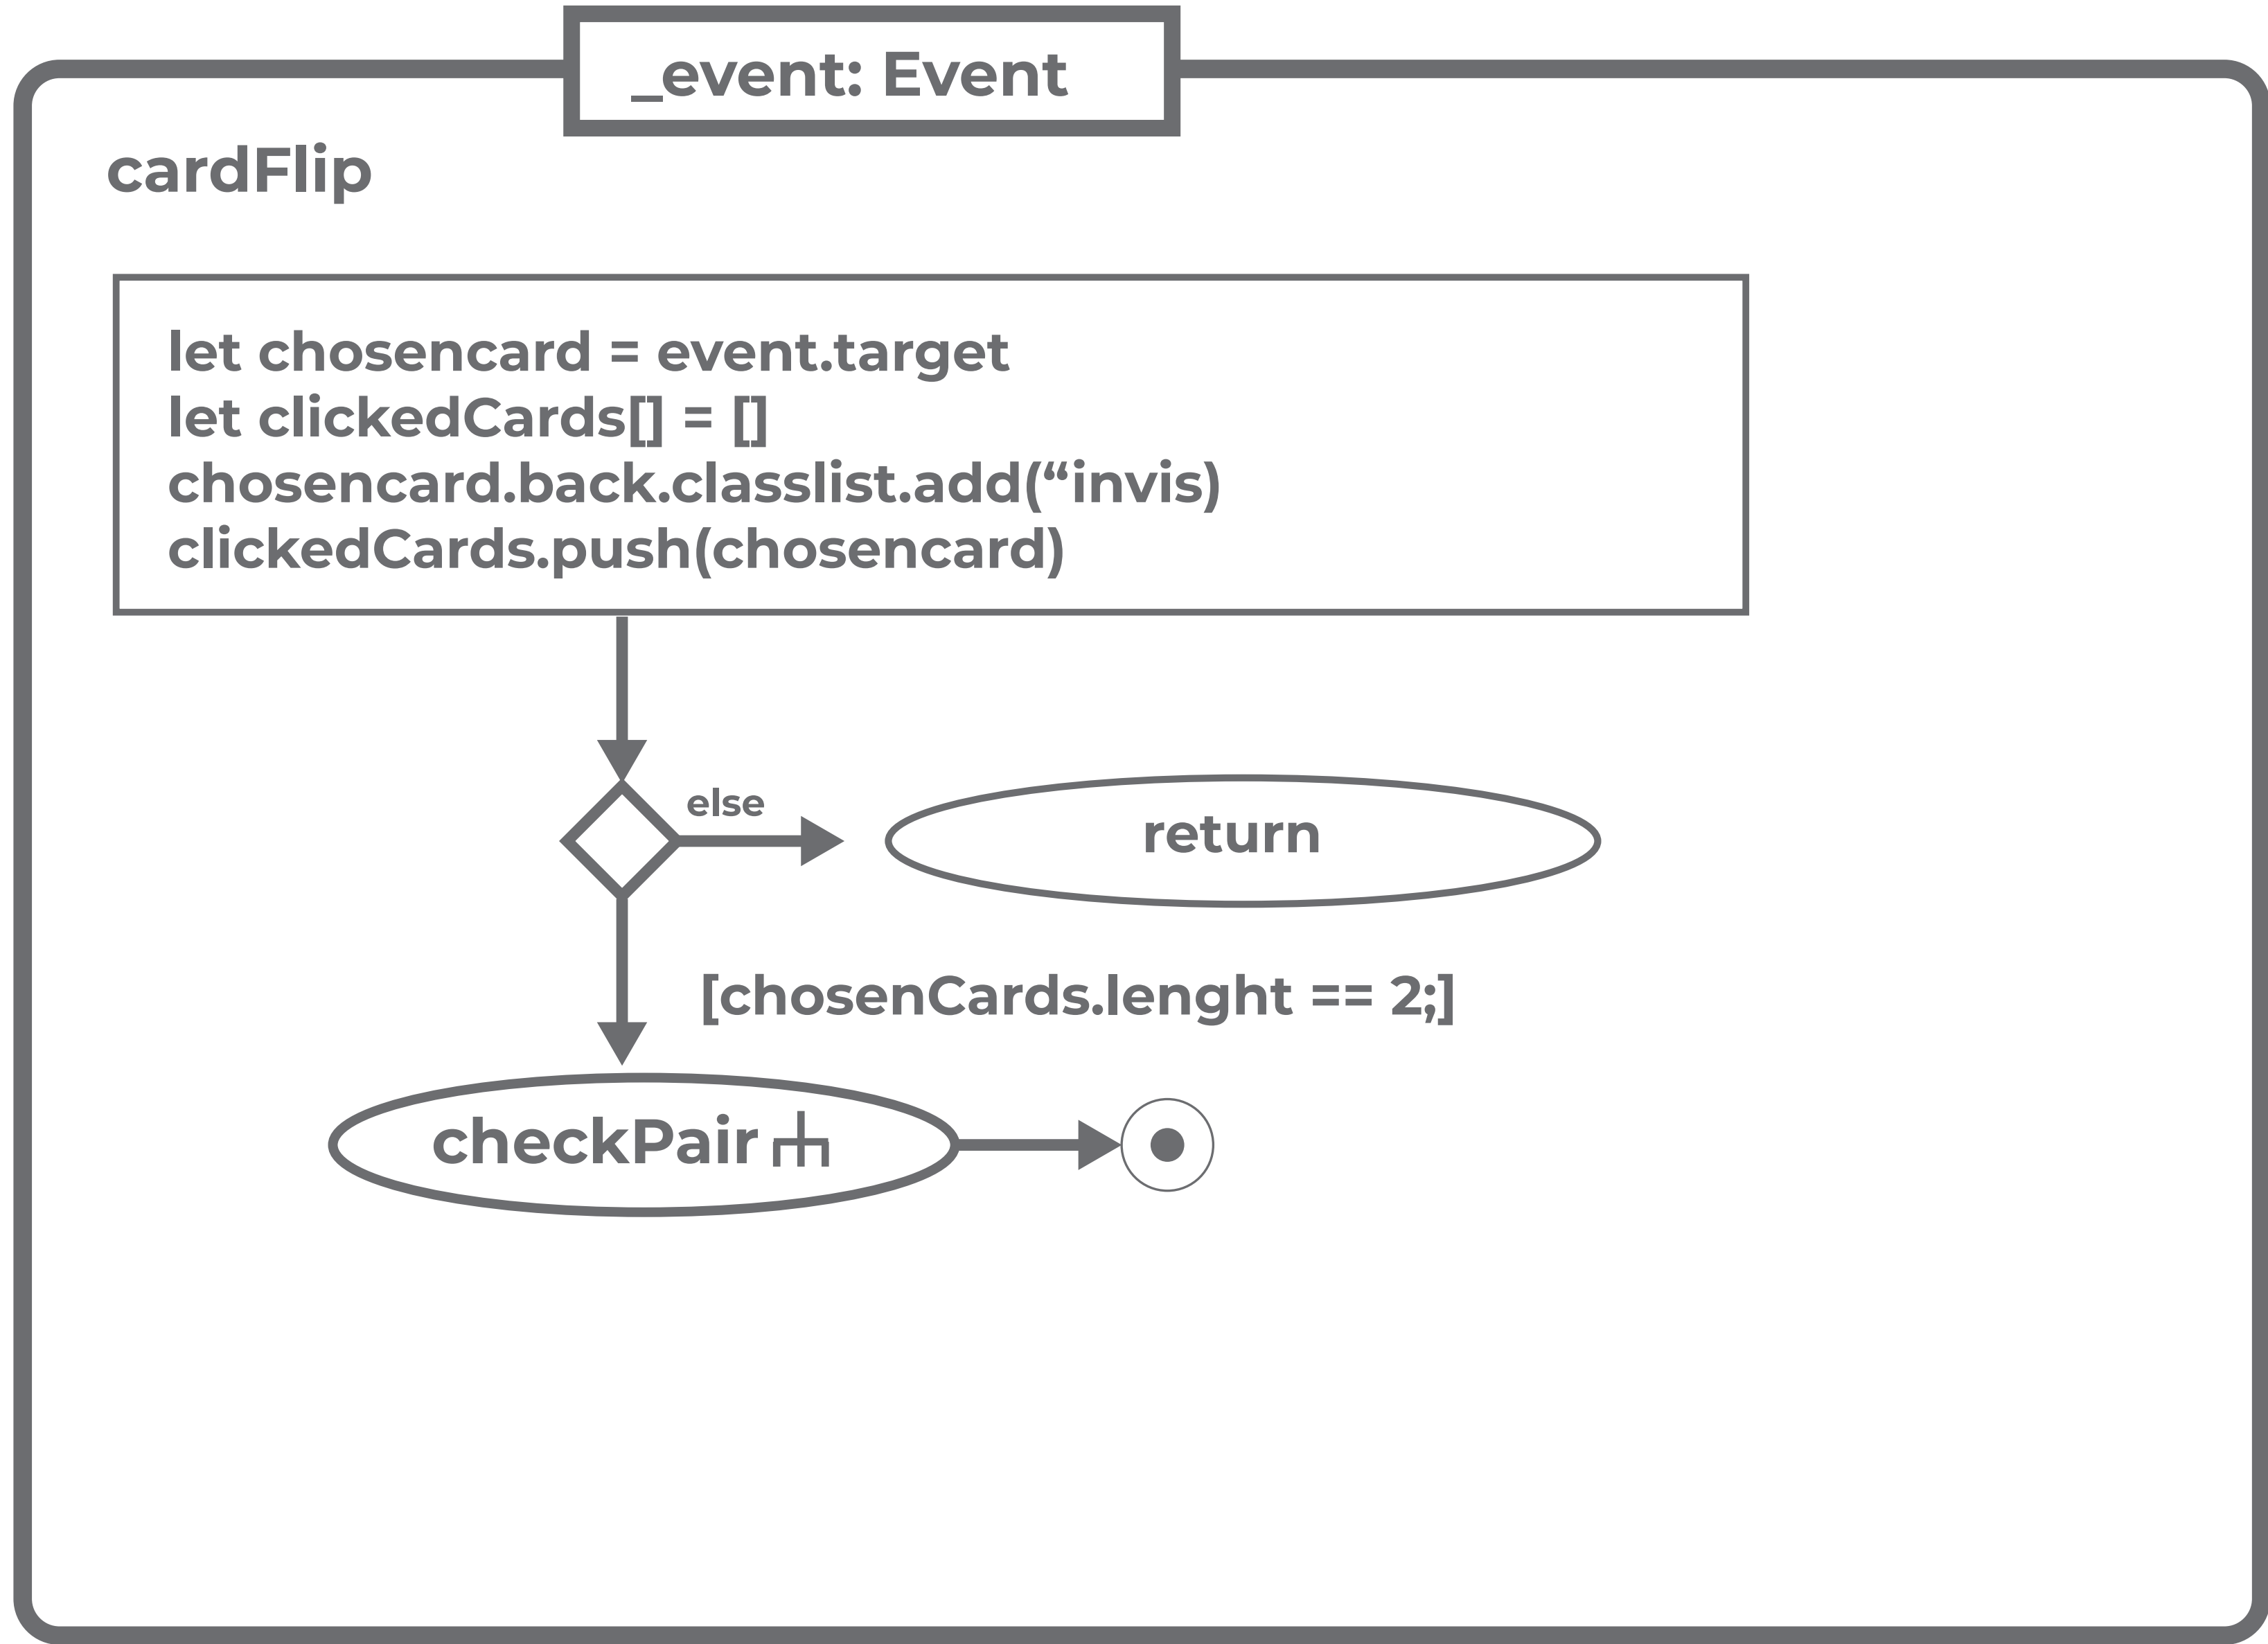 _event: Event
cardFlip
let chosencard = event.target
let clickedCards[] = []
chosencard.back.classlist.add(“invis)
clickedCards.push(chosencard)
else
return
[chosenCards.lenght == 2;]
checkPair